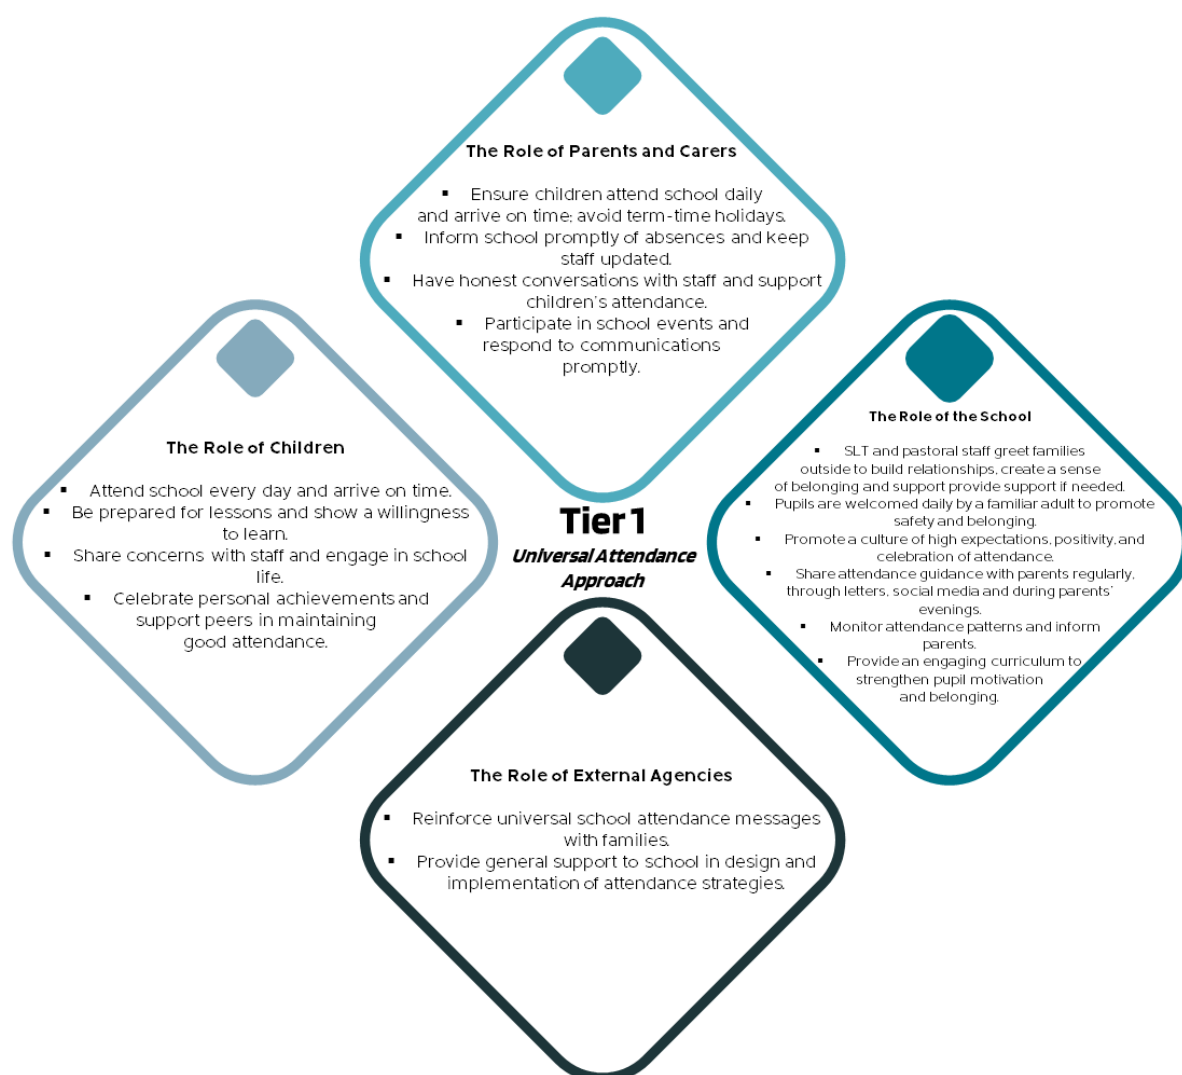 The Role of Parents and Carers
▪ Ensure children attend school daily
and arrive on time; avoid term-time holidays.
▪ Inform school promptly of absences and keep
staff updated.
▪ Have honest conversations with staff and support
children's attendance.
▪ Participate in school events and
respond to communications
promptly.
The Role of Children
▪ Attend school every day and arrive on time.
▪ Be prepared for lessons and show a willingness
to learn.
▪ Share concerns with staff and engage in school
life.
▪ Celebrate personal achievements and
support peers in maintaining
good attendance.
Tier 1
Universal Attendance
Approach
The Role of the School
▪ SLT and pastoral staff greet families
outside to build relationships, create a sense
of belonging and support provide support if needed.
▪ Pupils are welcomed daily by a familiar adult to promote
safety and belonging.
▪ Promote a culture of high expectations, positivity, and
celebration of attendance.
▪ Share attendance guidance with parents regularly,
through letters, social media and during parents'
evenings.
▪ Monitor attendance patterns and inform
parents.
▪ Provide an engaging curriculum to
strengthen pupil motivation
and belonging.
The Role of External Agencies
▪ Reinforce universal school attendance messages
with families.
▪ Provide general support to school in design and
implementation of attendance strategies.